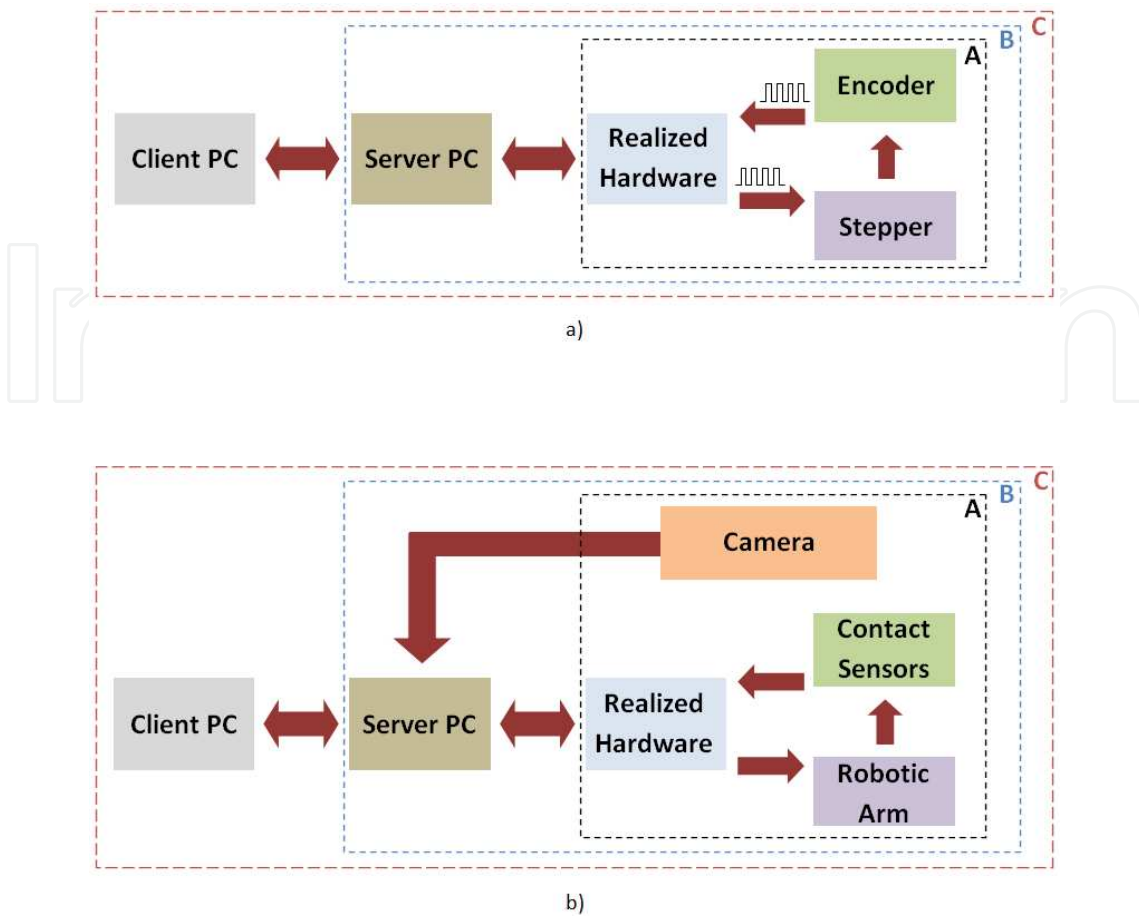 C
B
A
Encoder
Client PC
Server PC
Realized
Hardware
Stepper
a)
C
B
A
Camera
Contact
Sensors
Client PC
Server PC
Realized
Hardware
Robotic
Arm
b)